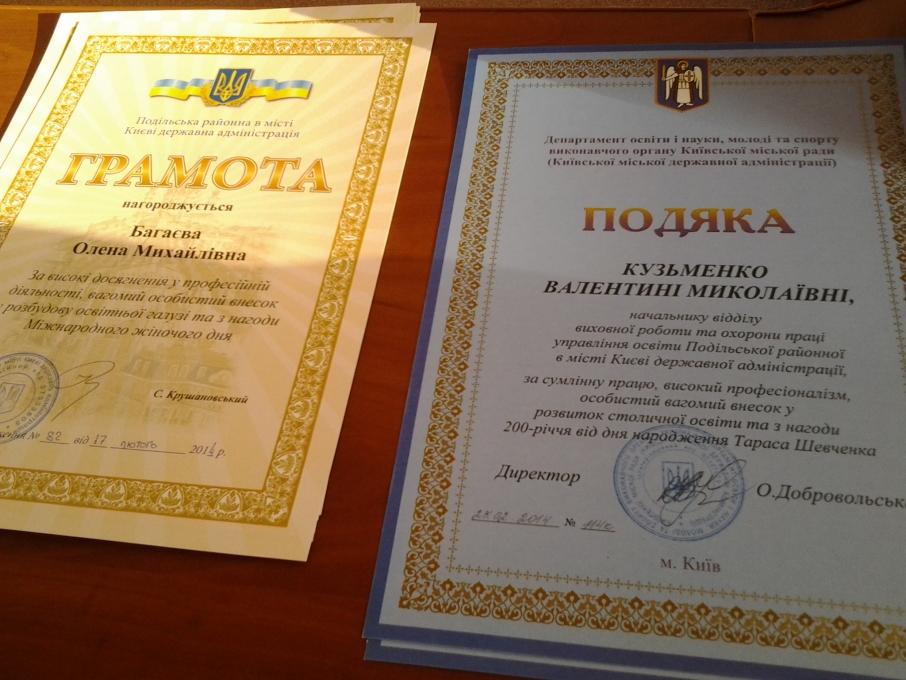 Подільська районна в місті
Києві державна адміністрація
ГРАМОТА
нагороджується
Багаєва
Олена Михайлівна
За високі досягнення у професійній
діяльності, вагомий особистий внесок
у розбудову освітньої галузі та з нагоди
Міжнародного жіночого дня
С. Крушановський
№ 82 від 17 лютого 2014 р.
Департамент освіти і науки, молоді та спорту
виконавчого органу Київської міської ради
(Київської міської державної адміністрації)
ПОДЯКА
КУЗЬМЕНКО
ВАЛЕНТИНІ МИКОЛАЇВНІ,
начальнику відділу
виховної роботи та охорони праці
управління освіти Подільської районної
в місті Києві державної адміністрації,
за сумлінну працю, високий професіоналізм,
особистий вагомий внесок у
розвиток столичної освіти та з нагоди
200-річчя від дня народження Тараса Шевченка
Директор
О.Добровольськ
02 2014 №
м. Київ